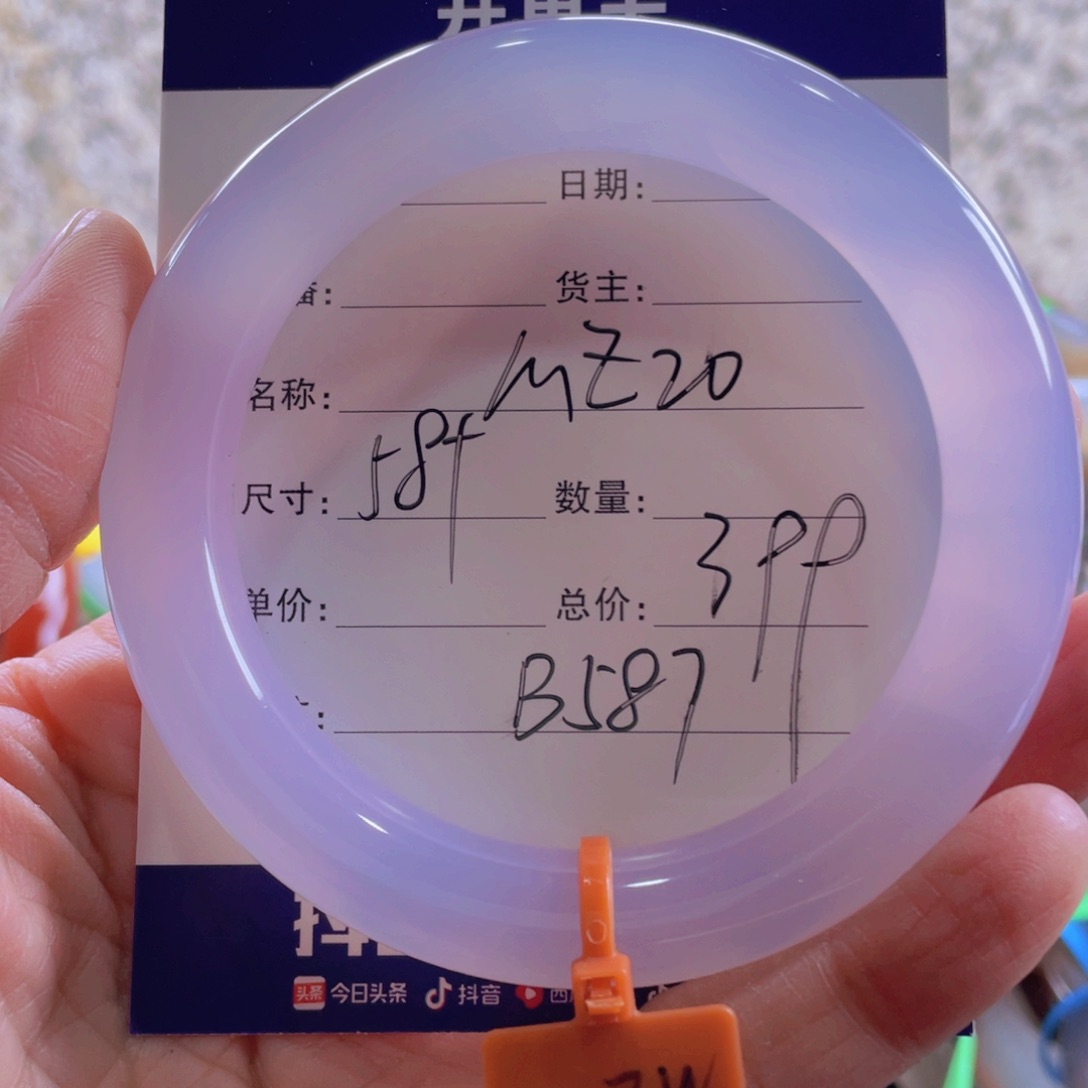 日期:
货主:
名称: MZ20
尺寸: 584 数量:
单价: 总价: 399
B587
今日头条 抖音